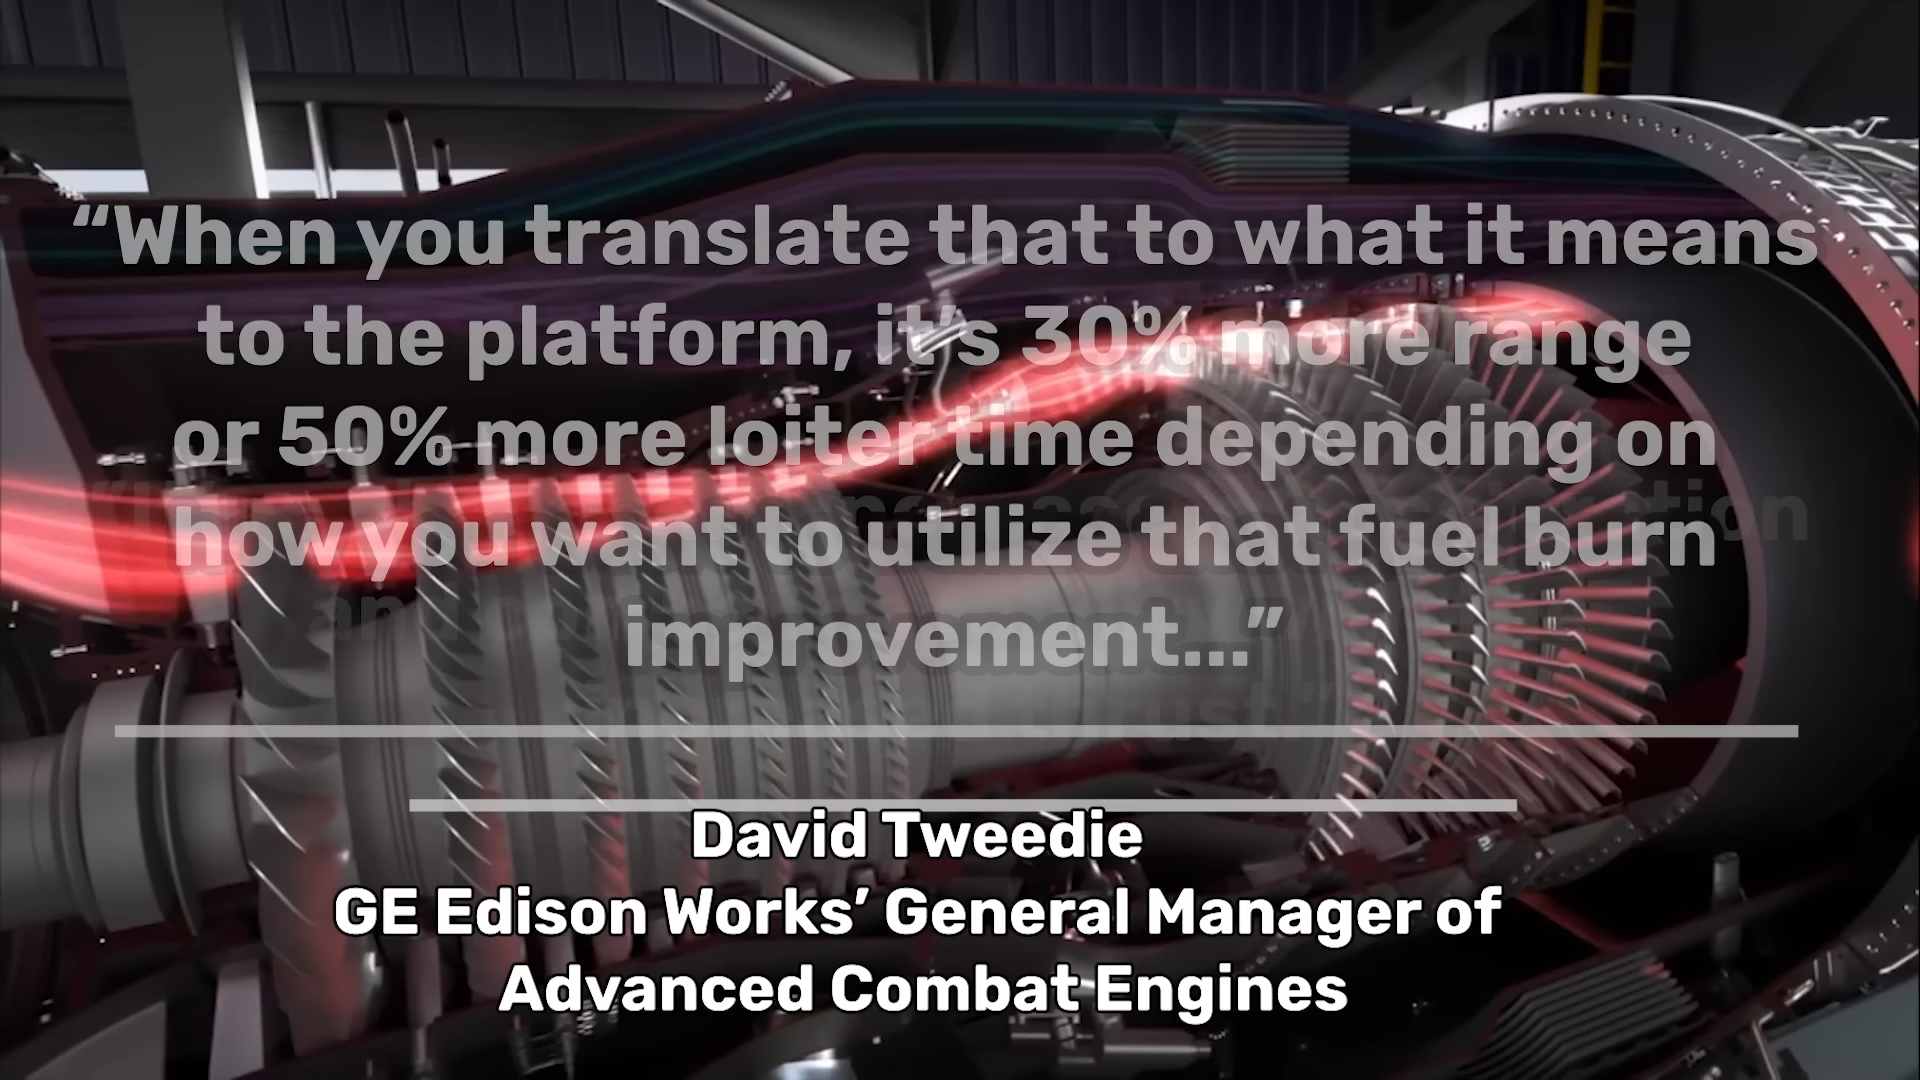 “When you translate that to what it means
to the platform, it’s 30% more range
or 50% more loiter time depending on
how you want to utilize that fuel burn
improvement...”
thrust.”
David Tweedie
GE Edison Works’ General Manager of
Advanced Combat Engines